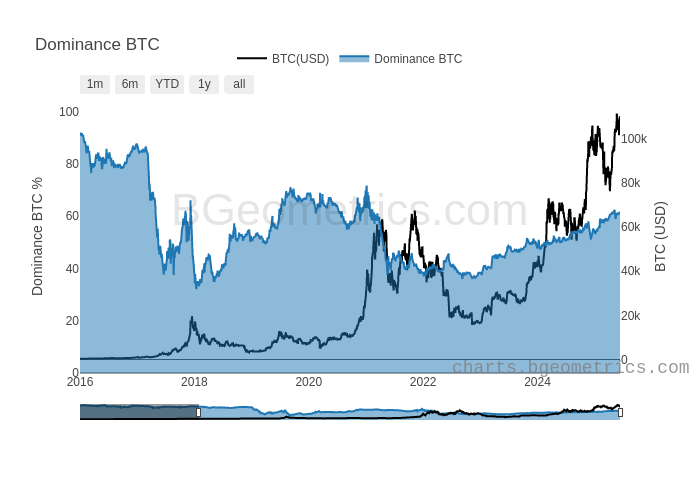 Dominance BTC
BTC(USD)
Dominance BTC
1m 6m YTD 1y all
BGeometrics.com
Dominance BTC %
100
80
60
40
20
0
BTC (USD)
100k
80k
60k
40k
20k
0
2016 2018 2020 2022 2024
charts.bgeometrics.com